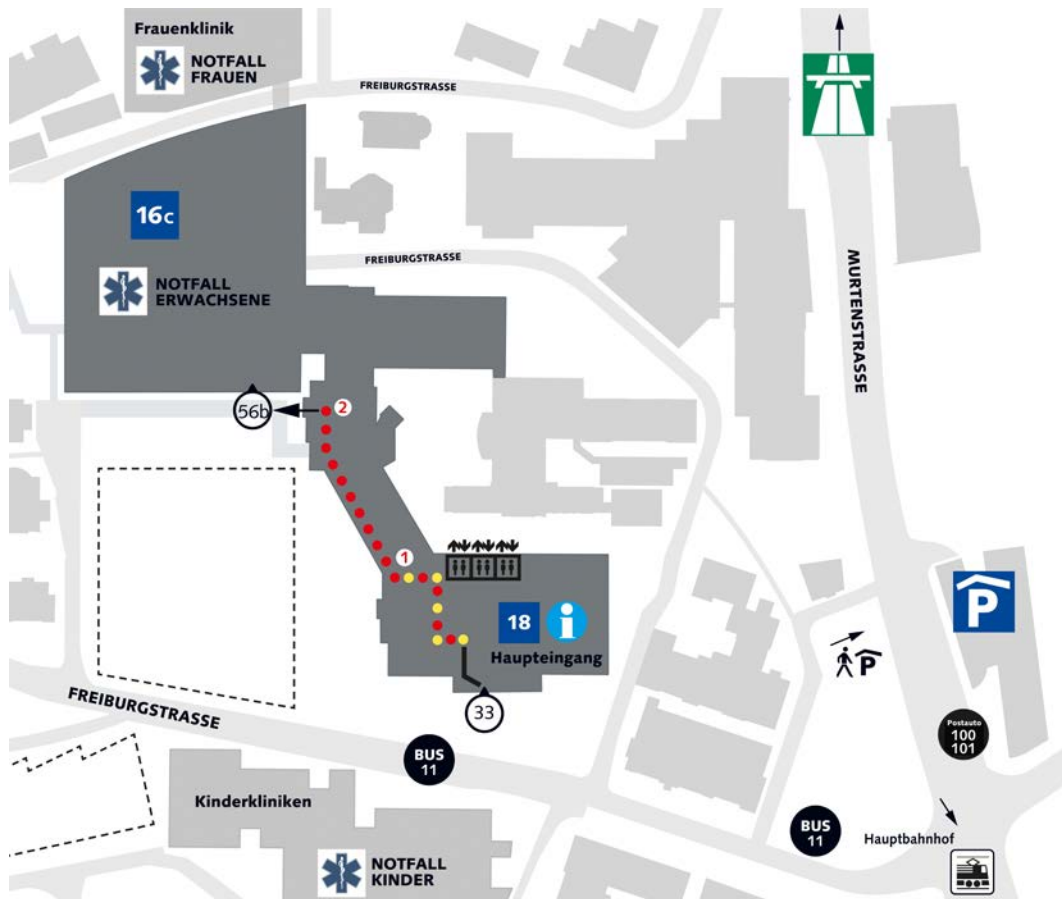 Frauenklinik
NOTFALL
FRAUEN
FREIBURGSTRASSE
16c
NOTFALL
ERWACHSENE
FREIBURGSTRASSE
MURTENSTRASSE
56b
2
1
18
i
Haupteingang
P
P
33
FREIBURGSTRASSE
BUS
11
Postauto
100
101
Kinderkliniken
BUS
11
Hauptbahnhof
NOTFALL
KINDER